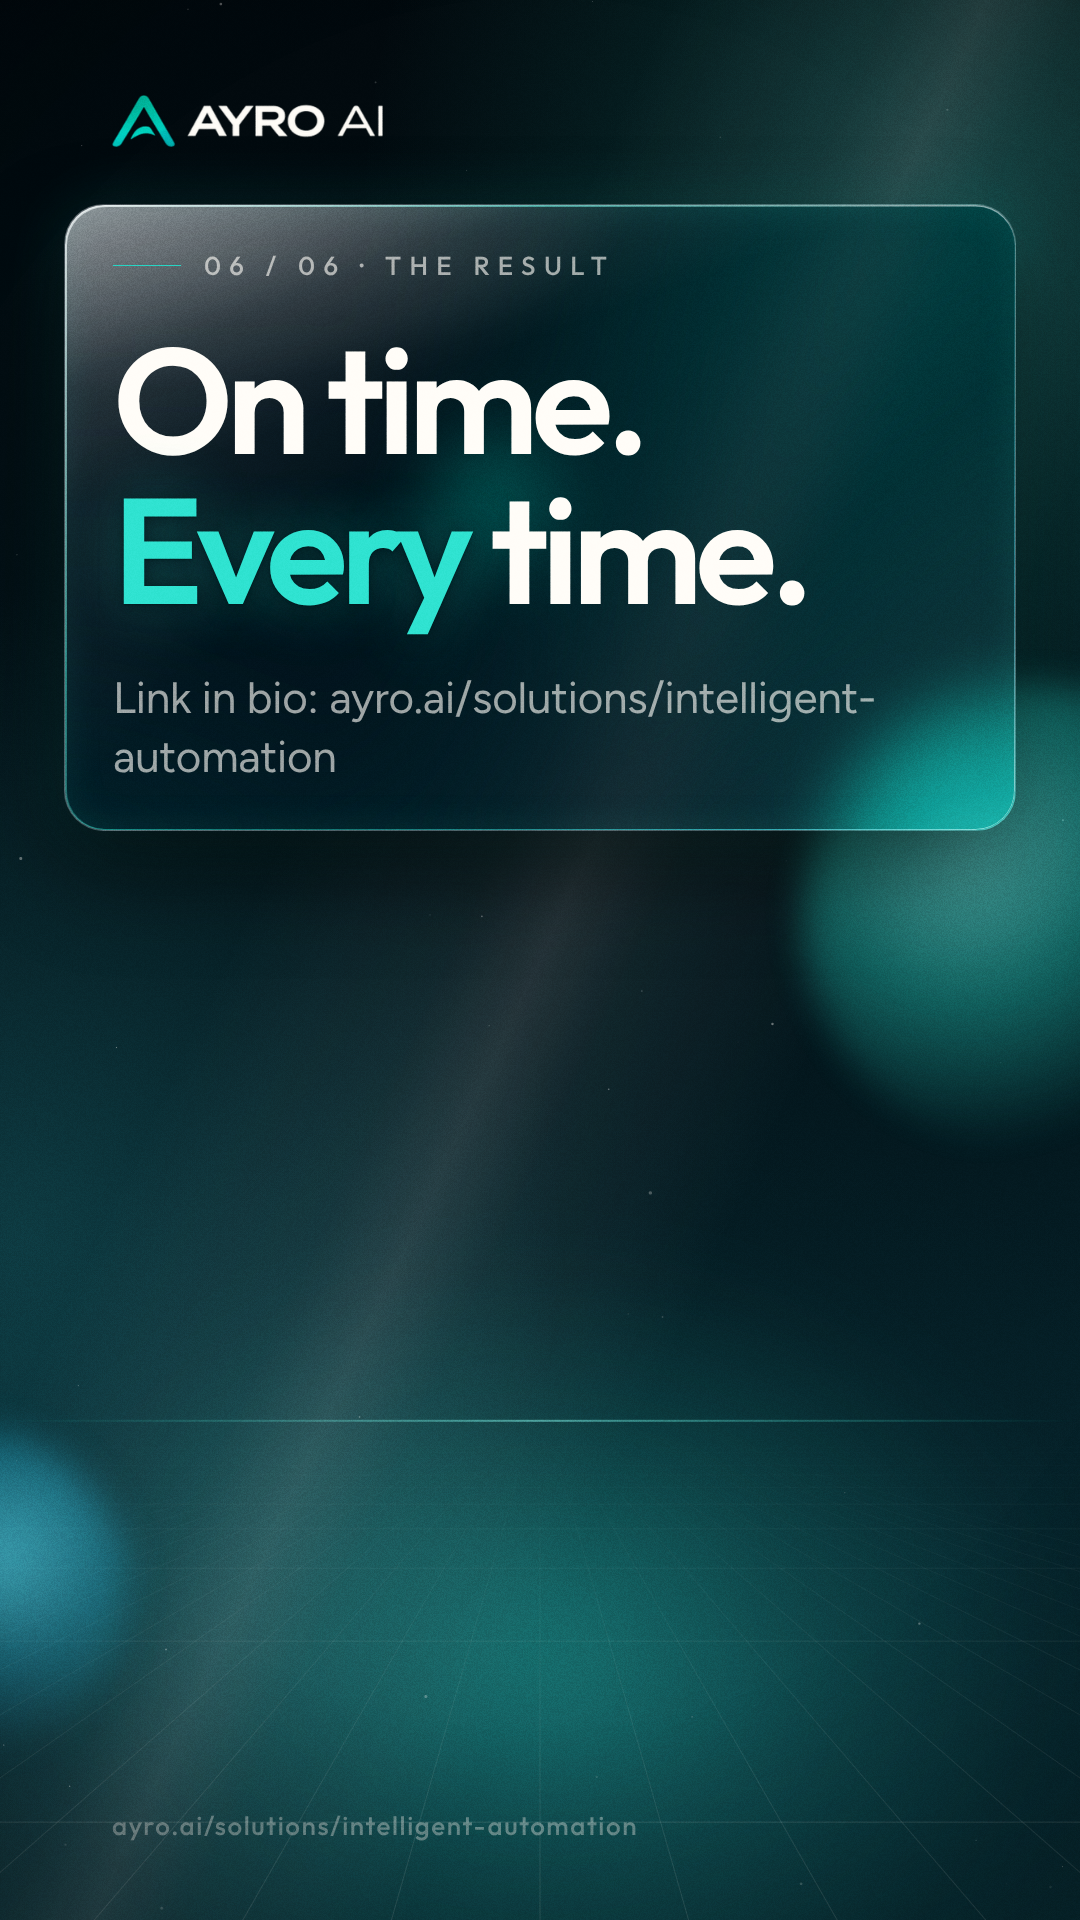 AYRO AI
06 / 06 · THE RESULT
On time.
Every time.
Link in bio: ayro.ai/solutions/intelligent-
automation
ayro.ai/solutions/intelligent-automation